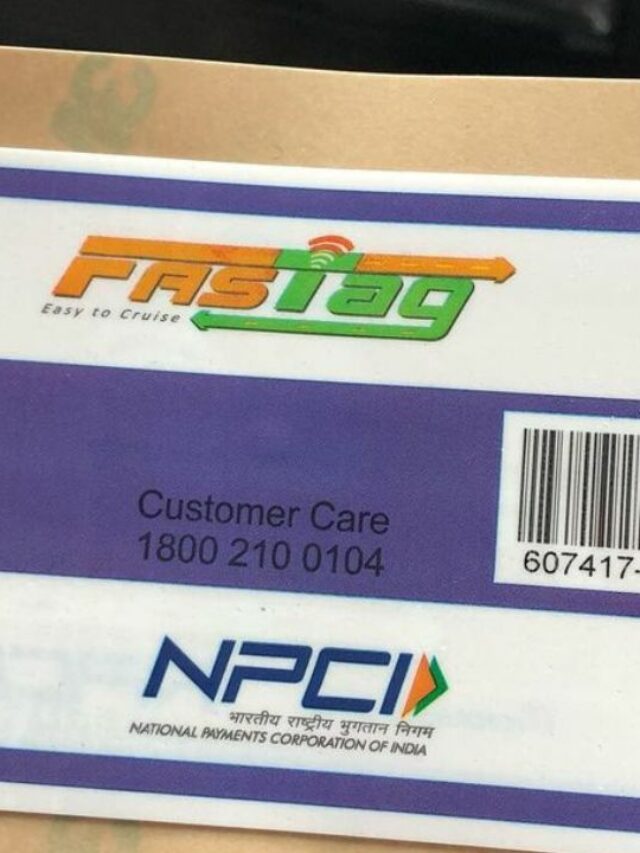 FASTag
Easy to Cruise
Customer Care
1800 210 0104
607417-
NPCI
भारतीय राष्ट्रीय भुगतान निगम
NATIONAL PAYMENTS CORPORATION OF INDIA